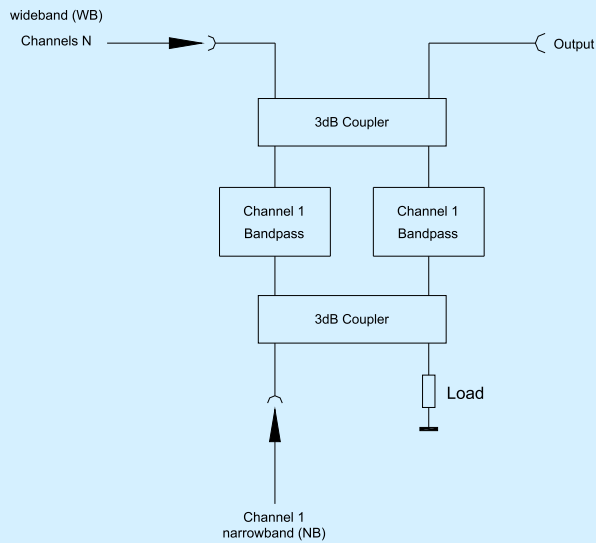 wideband (WB)
Channels N
Output
3dB Coupler
Channel 1
Bandpass
Channel 1
Bandpass
3dB Coupler
Load
Channel 1
narrowband (NB)